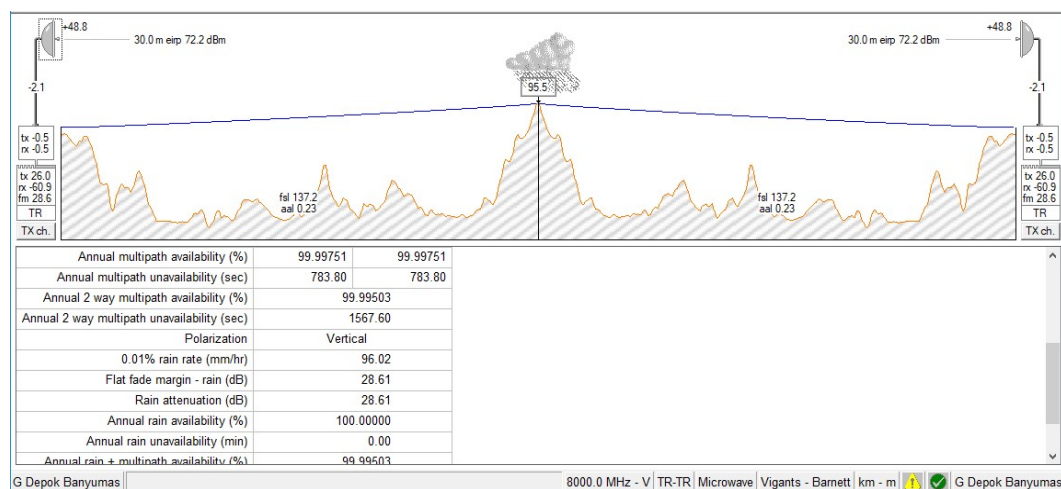 +48.8
30.0 m eirp 72.2 dBm
30.0 m eirp 72.2 dBm
+48.8
-2.1
95.5
-2.1
tx -0.5
rx -0.5
tx -0.5
rx -0.5
tx 26.0
rx -60.9
fm 28.6
TR
TX ch.
fsl 137.2
aal 0.23
fsl 137.2
aal 0.23
tx 26.0
rx -60.9
fm 28.6
TR
TX ch.
Annual multipath availability (%) 99.99751 99.99751
Annual multipath unavailability (sec) 783.80 783.80
Annual 2 way multipath availability (%) 99.99503
Annual 2 way multipath unavailability (sec) 1567.60
Polarization Vertical
0.01% rain rate (mm/hr) 96.02
Flat fade margin - rain (dB) 28.61
Rain attenuation (dB) 28.61
Annual rain availability (%) 100.00000
Annual rain unavailability (min) 0.00
Annual rain + multipath availability (%) 99.99503
G Depok Banyumas 8000.0 MHz - V TR-TR Microwave Vigants - Barnett km - m G Depok Banyumas